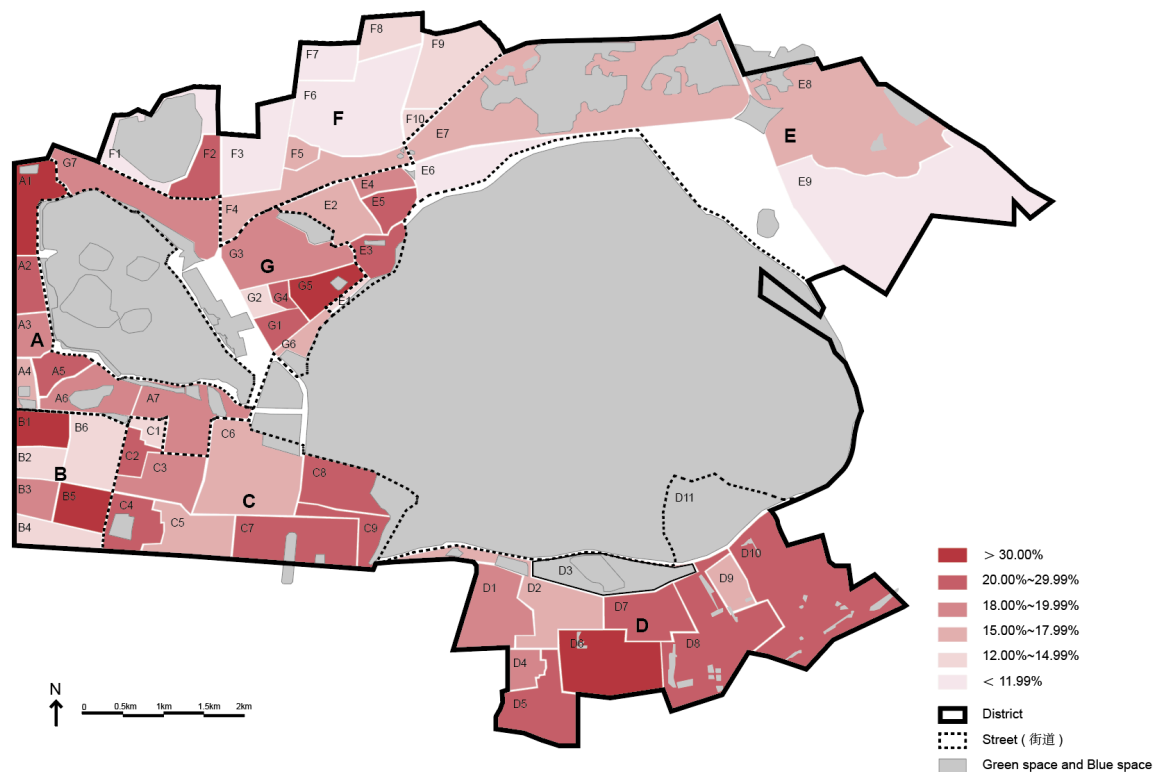 F8
F7
F9
F6
F
F10
E7
E8
E
F1
F2
F3
F5
G7
A1
E6
E9
E4
E2
E5
F4
G3
E3
G
A2
G2
G4
G5
E1
A3
G1
A
G6
A4
A5
A6
A7
B1
B6
C1
C6
B2
C2
C3
B
C8
B3
B5
C
D11
C4
B4
C5
C7
C9
D10
D3
D1
D2
D9
D7
D
D6
D8
D4
D5
> 30.00%
20.00%~29.99%
18.00%~19.99%
15.00%~17.99%
12.00%~14.99%
< 11.99%
N
0 0.5km 1km 1.5km 2km
District
Street ( 街道 )
Green space and Blue space